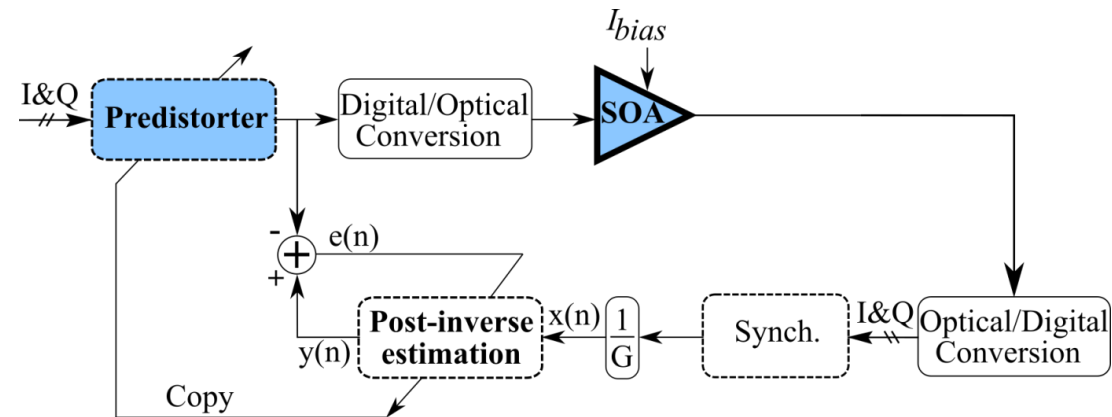 I_bias
I&Q
Predistorter
Digital/Optical
Conversion
SOA
-
+
e(n)
+
y(n)
Post-inverse
estimation
x(n)
1
G
Synch.
I&Q
Optical/Digital
Conversion
Copy